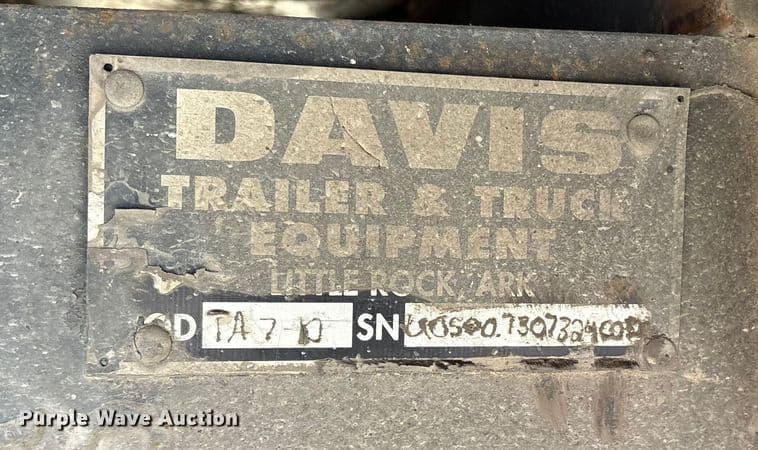 DAVIS
TRAILER & TRUCK
EQUIPMENT
LITTLE ROCK, ARK
OD TA 7 10 SN
Purple Wave Auction